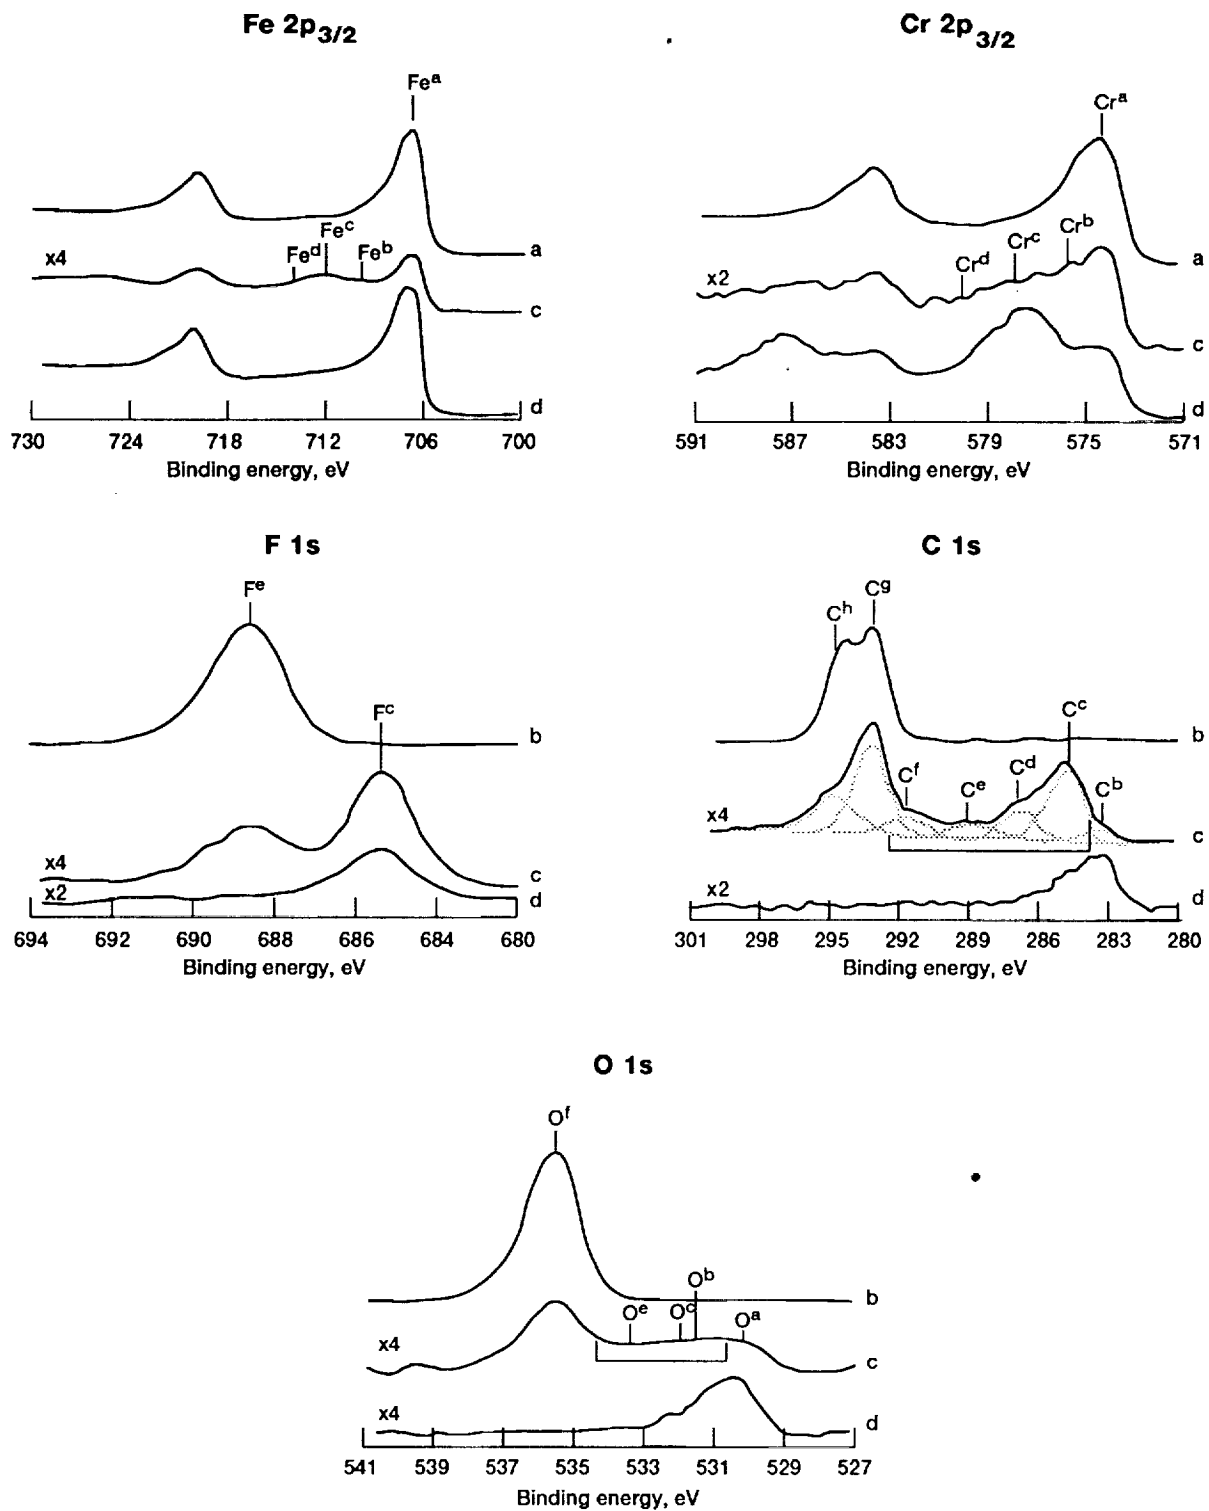 Fe 2p3/2
Cr 2p3/2
Feᵃ
a
x4
Feᵈ
Feᶜ
Feᵇ
c
d
730 724 718 712 706 700
Binding energy, eV
Crᵃ
a
x2
Crᵈ
Crᶜ
Crᵇ
c
d
591 587 583 579 575 571
Binding energy, eV
F 1s
C 1s
Fᵉ
b
Fᶜ
x4
c
x2
d
694 692 690 688 686 684 680
Binding energy, eV
Cʰ
Cᵍ
b
x4
Cᶠ
Cᵉ
Cᵈ
Cᶜ
Cᵇ
c
x2
d
301 298 295 292 289 286 283 280
Binding energy, eV
O 1s
Oᶠ
b
x4
Oᵉ
Oᵈ
Oᵇ
Oᵃ
c
x4
d
541 539 537 535 533 531 529 527
Binding energy, eV